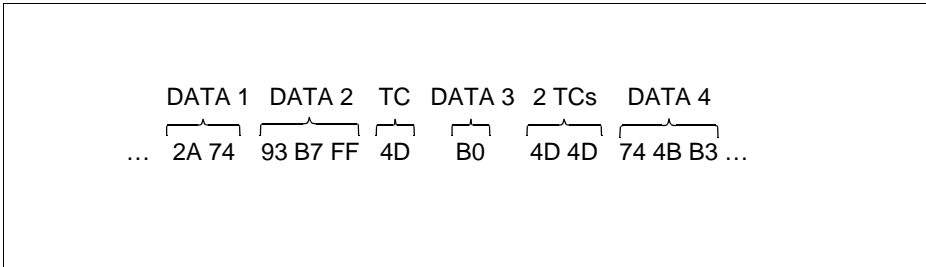 DATA 1 DATA 2 TC DATA 3 2 TCs DATA 4
… 2A 74 93 B7 FF 4D B0 4D 4D 74 4B B3 …